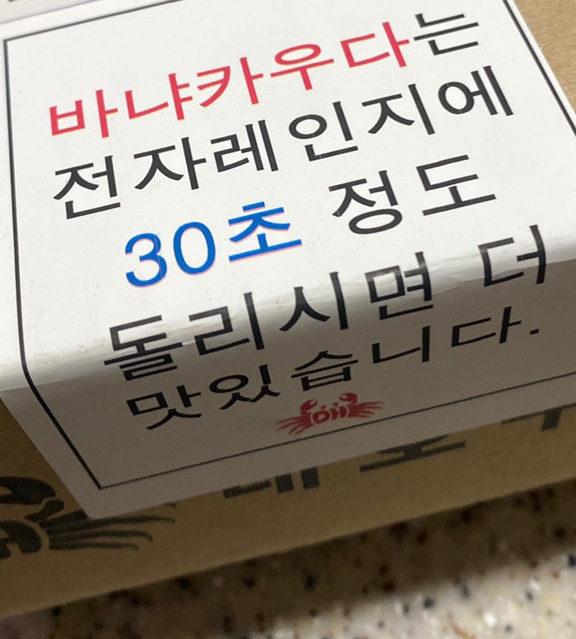 바냐카우다는
전자레인지에
30초 정도
돌리시면 더
맛있습니다.